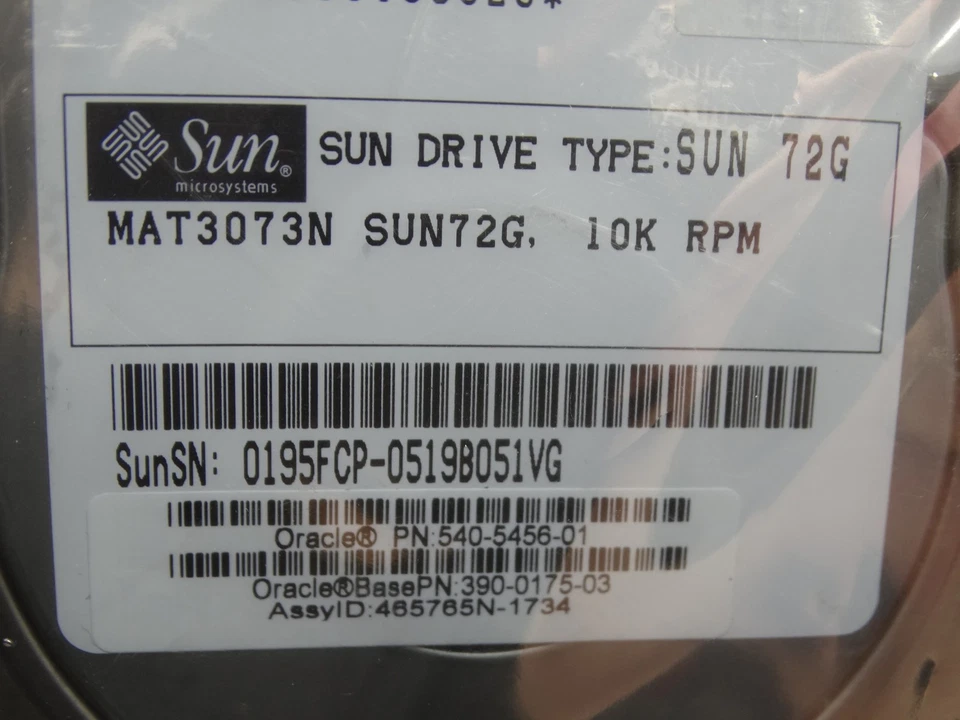 Sun®
microsystems
SUN DRIVE TYPE:SUN 72G
MAT3073N SUN72G, 10K RPM
SunSN: 0195FCP-0519B051VG
Oracle® PN:540-5456-01
Oracle®BasePN:390-0175-03
AssyID:465765N-1734